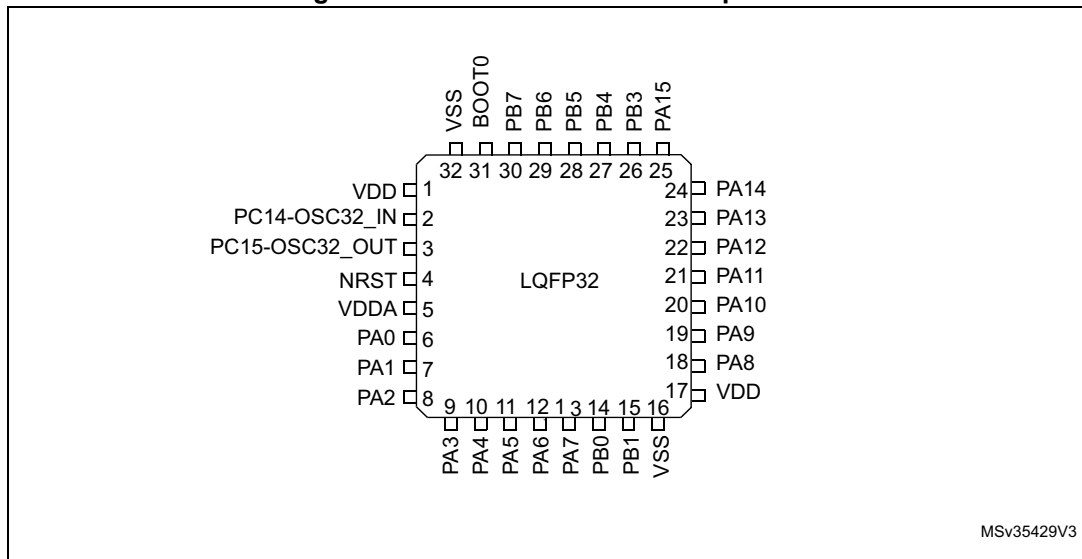 VSS
BOOT0
PB7
PB6
PB5
PB4
PB3
PA15
32 31 30 29 28 27 26 25
VDD 1
PC14-OSC32_IN 2
PC15-OSC32_OUT 3
NRST 4
VDDA 5
PA0 6
PA1 7
PA2 8
LQFP32
24 PA14
23 PA13
22 PA12
21 PA11
20 PA10
19 PA9
18 PA8
17 VDD
9 10 11 12 1 3 14 15 16
PA3
PA4
PA5
PA6
PA7
PB0
PB1
VSS
MSv35429V3